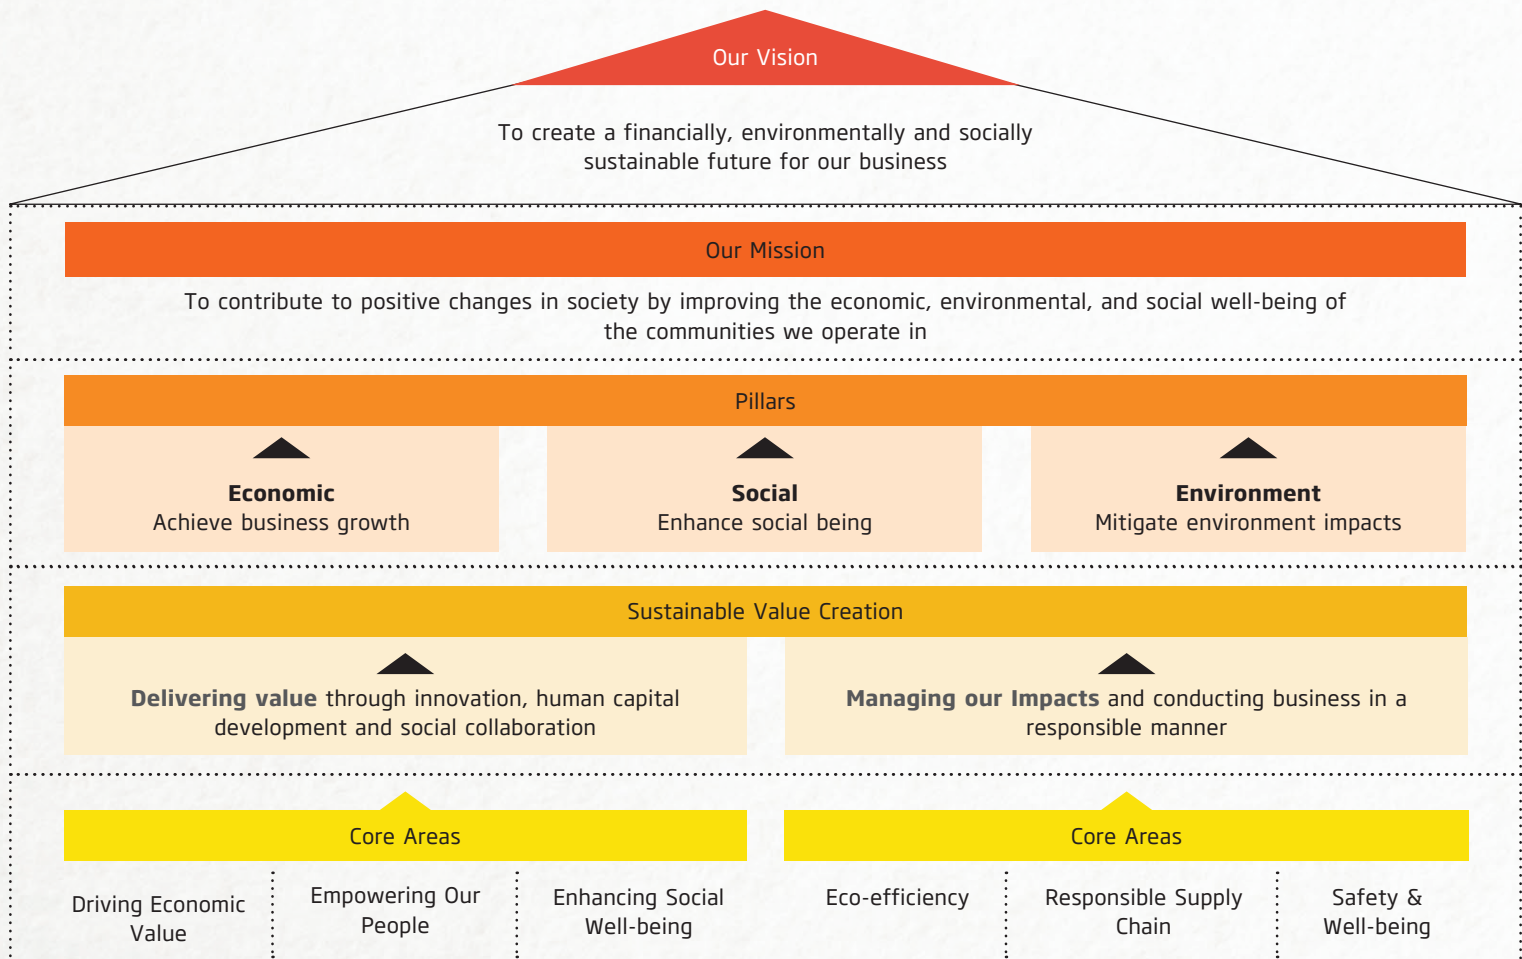 Our Vision
To create a financially, environmentally and socially
sustainable future for our business
Our Mission
To contribute to positive changes in society by improving the economic, environmental, and social well-being of
the communities we operate in
Pillars
Economic
Achieve business growth
Social
Enhance social being
Environment
Mitigate environment impacts
Sustainable Value Creation
Delivering value through innovation, human capital
development and social collaboration
Managing our Impacts and conducting business in a
responsible manner
Core Areas
Driving Economic
Value
Empowering Our
People
Enhancing Social
Well-being
Core Areas
Eco-efficiency
Responsible Supply
Chain
Safety &
Well-being